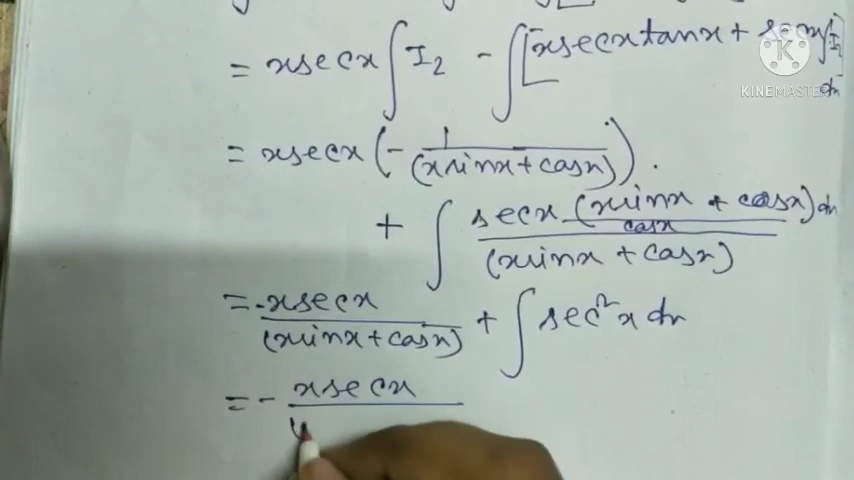 = xsecx ∫ I₂ - ∫[xsecxtanx + secx∫I₂]
dx
KINEMASTER
= xsecx (- 1/(xsinx+cosx)).
+ ∫ secx (xsinx + cosx)/cosx / (xsinx + cosx) dx
= -xsecx/(xsinx+cosx) + ∫ sec²x dx
= - xsecx